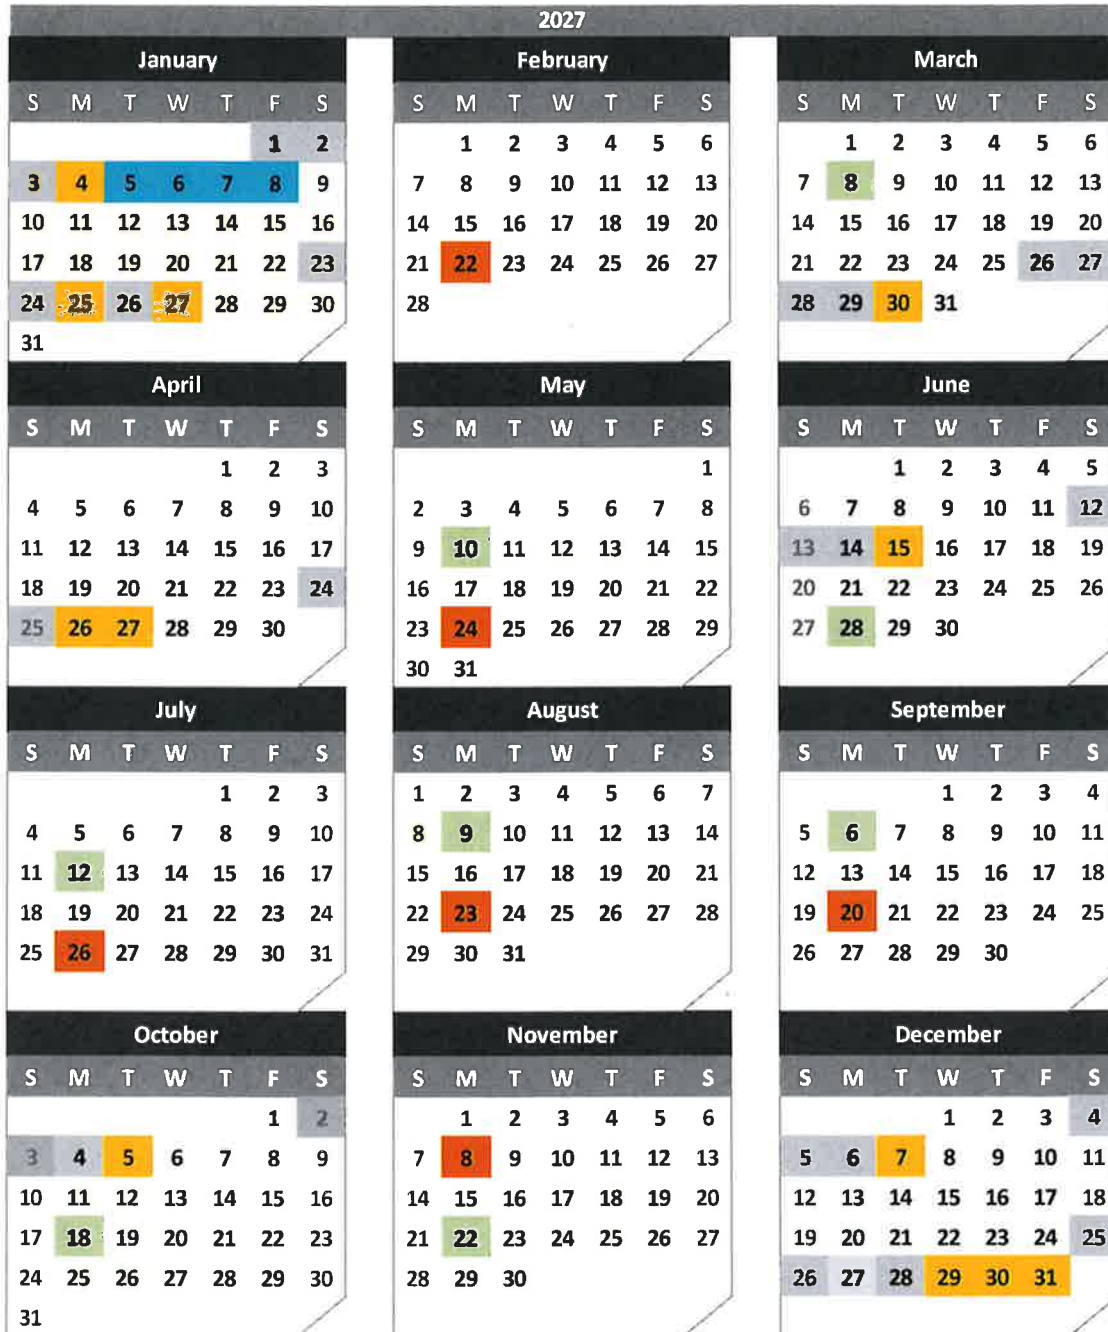 2027
January February March
S M T W T F S S M T W T F S S M T W T F S
1 2 1 2 3 4 5 6 1 2 3 4 5 6
3 4 5 6 7 8 9 7 8 9 10 11 12 13 7 8 9 10 11 12 13
10 11 12 13 14 15 16 14 15 16 17 18 19 20 14 15 16 17 18 19 20
17 18 19 20 21 22 23 21 22 23 24 25 26 27 21 22 23 24 25 26 27
24 25 26 27 28 29 30 28 28 29 30 31
31
April May June
S M T W T F S S M T W T F S S M T W T F S
1 2 3 1 1 2 3 4 5
4 5 6 7 8 9 10 2 3 4 5 6 7 8 6 7 8 9 10 11 12
11 12 13 14 15 16 17 9 10 11 12 13 14 15 13 14 15 16 17 18 19
18 19 20 21 22 23 24 16 17 18 19 20 21 22 20 21 22 23 24 25 26
25 26 27 28 29 30 23 24 25 26 27 28 29 27 28 29 30
30 31
July August September
S M T W T F S S M T W T F S S M T W T F S
1 2 3 1 2 3 4 5 6 7 1 2 3 4
4 5 6 7 8 9 10 8 9 10 11 12 13 14 5 6 7 8 9 10 11
11 12 13 14 15 16 17 15 16 17 18 19 20 21 12 13 14 15 16 17 18
18 19 20 21 22 23 24 22 23 24 25 26 27 28 19 20 21 22 23 24 25
25 26 27 28 29 30 31 29 30 31 26 27 28 29 30
October November December
S M T W T F S S M T W T F S S M T W T F S
1 2 1 2 3 4 5 6 1 2 3 4
3 4 5 6 7 8 9 7 8 9 10 11 12 13 5 6 7 8 9 10 11
10 11 12 13 14 15 16 14 15 16 17 18 19 20 12 13 14 15 16 17 18
17 18 19 20 21 22 23 21 22 23 24 25 26 27 19 20 21 22 23 24 25
24 25 26 27 28 29 30 28 29 30 26 27 28 29 30 31
31